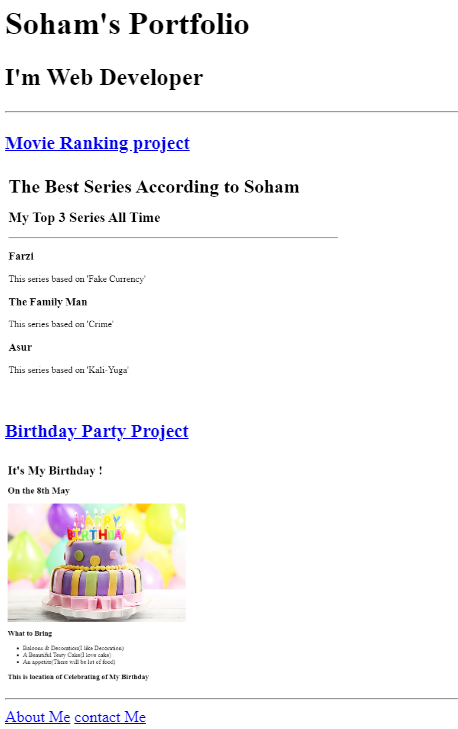 Soham's Portfolio
I'm Web Developer
Movie Ranking project
The Best Series According to Soham
My Top 3 Series All Time
Farzi
This series based on 'Fake Currency'
The Family Man
This series based on 'Crime'
Asur
This series based on 'Kali-Yuga'
Birthday Party Project
It's My Birthday !
On the 8th May
HAPPY
BIRTHDAY
What to Bring
Baloons & Decoration(I like Decoration)
A Beautiful Tasty Cake(I love cake)
An appetite(There will be lot of food)
This is location of Celebrating of My Birthday
About Me contact Me